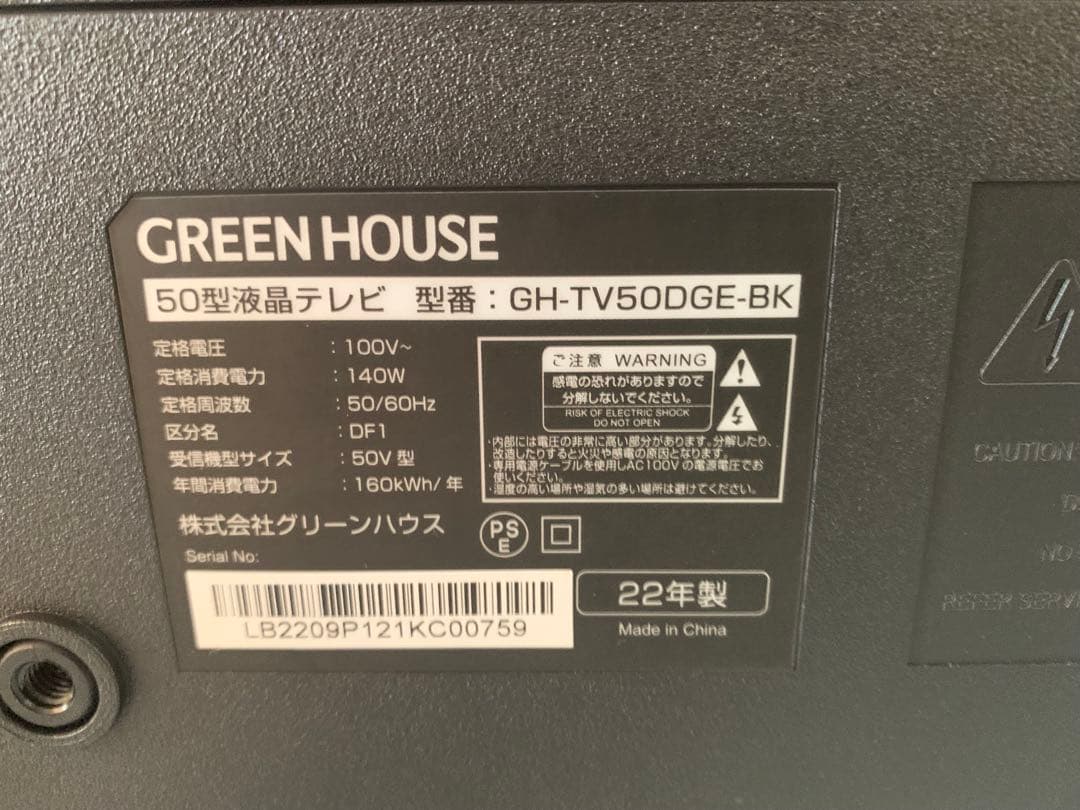 GREEN HOUSE
50型液晶テレビ 型番：GH-TV50DGE-BK
定格電圧 : 100V~
定格消費電力 : 140W
定格周波数 : 50/60Hz
区分名 : DF1
受信機型サイズ : 50V型
年間消費電力 : 160kWh/年
ご注意 WARNING
感電の恐れがありますので
分解しないでください。
RISK OF ELECTRIC SHOCK
DO NOT OPEN
・内部には電圧の非常に高い部分があります。分解したり、
改造したりすると火災や感電の原因となります。
・専用電源ケーブルを使用しAC100Vの電源電圧でお
使いください。
・湿度の高い場所や湿気の多い場所は避けてください。
株式会社グリーンハウス
PSE
Serial No:
LB2209P121KC00759
22年製
Made in China
CAUTION
NO
REFER SERVI